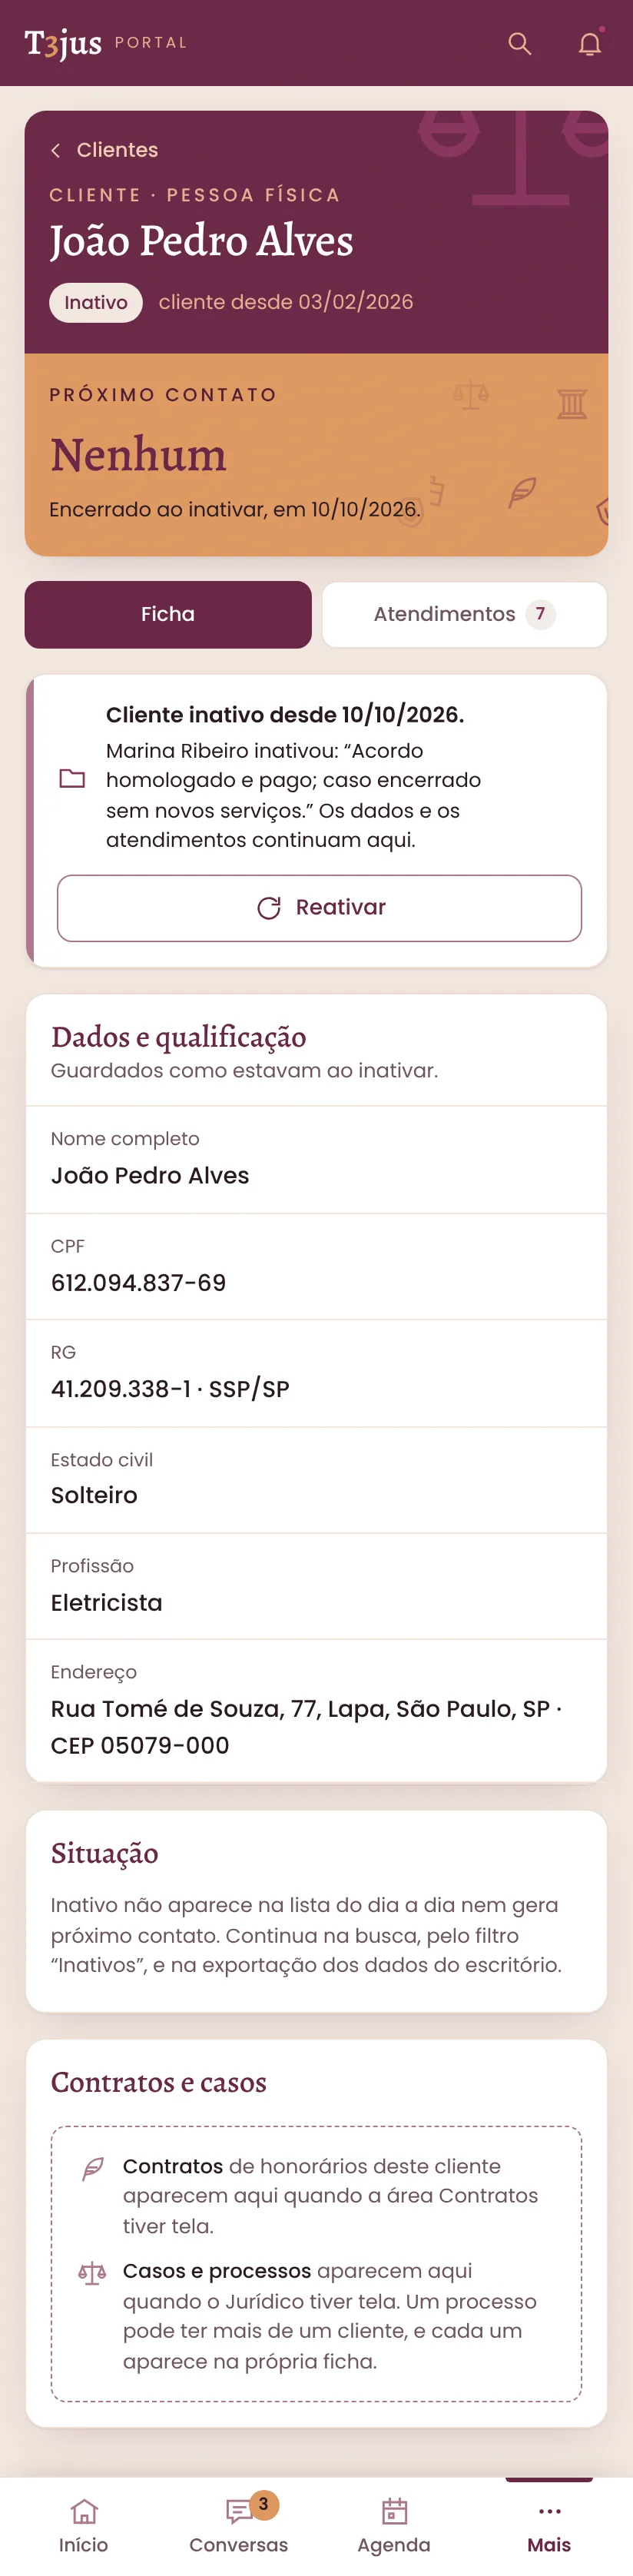 T3jus PORTAL
Clientes
CLIENTE · PESSOA FÍSICA
João Pedro Alves
Inativo cliente desde 03/02/2026
PRÓXIMO CONTATO
Nenhum
Encerrado ao inativar, em 10/10/2026.
Ficha
Atendimentos 7
Cliente inativo desde 10/10/2026.
Marina Ribeiro inativou: “Acordo
homologado e pago; caso encerrado
sem novos serviços.” Os dados e os
atendimentos continuam aqui.
Reativar
Dados e qualificação
Guardados como estavam ao inativar.
Nome completo
João Pedro Alves
CPF
612.094.837-69
RG
41.209.338-1 · SSP/SP
Estado civil
Solteiro
Profissão
Eletricista
Endereço
Rua Tomé de Souza, 77, Lapa, São Paulo, SP ·
CEP 05079-000
Situação
Inativo não aparece na lista do dia a dia nem gera
próximo contato. Continua na busca, pelo filtro
“Inativos”, e na exportação dos dados do escritório.
Contratos e casos
Contratos de honorários deste cliente
aparecem aqui quando a área Contratos
tiver tela.
Casos e processos aparecem aqui
quando o Jurídico tiver tela. Um processo
pode ter mais de um cliente, e cada um
aparece na própria ficha.
3
Início
Conversas
Agenda
Mais